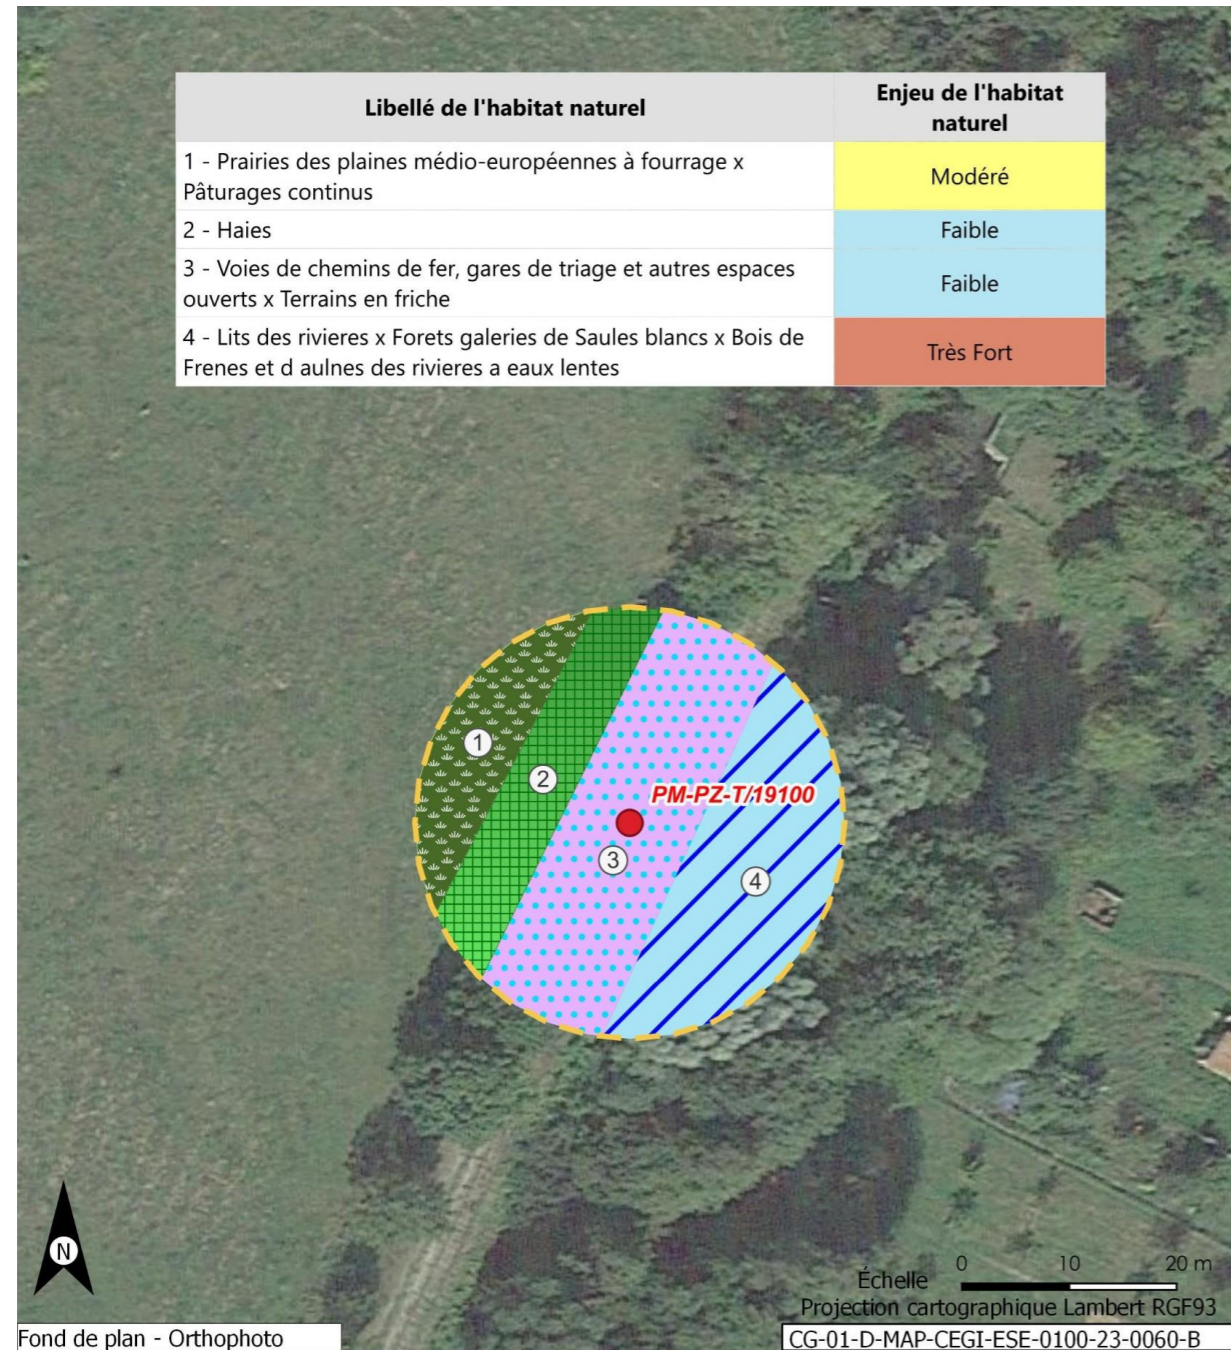 Libellé de l'habitat naturel
Enjeu de l'habitat
naturel
1 - Prairies des plaines médio-européennes à fourrage x
Pâturages continus
Modéré
2 - Haies
Faible
3 - Voies de chemins de fer, gares de triage et autres espaces
ouverts x Terrains en friche
Faible
4 - Lits des rivieres x Forets galeries de Saules blancs x Bois de
Frenes et d aulnes des rivieres a eaux lentes
Très Fort
1
2
PM-PZ-T/19100
3
4
N
0 10 20 m
Échelle
Projection cartographique Lambert RGF93
Fond de plan - Orthophoto
CG-01-D-MAP-CEGI-ESE-0100-23-0060-B